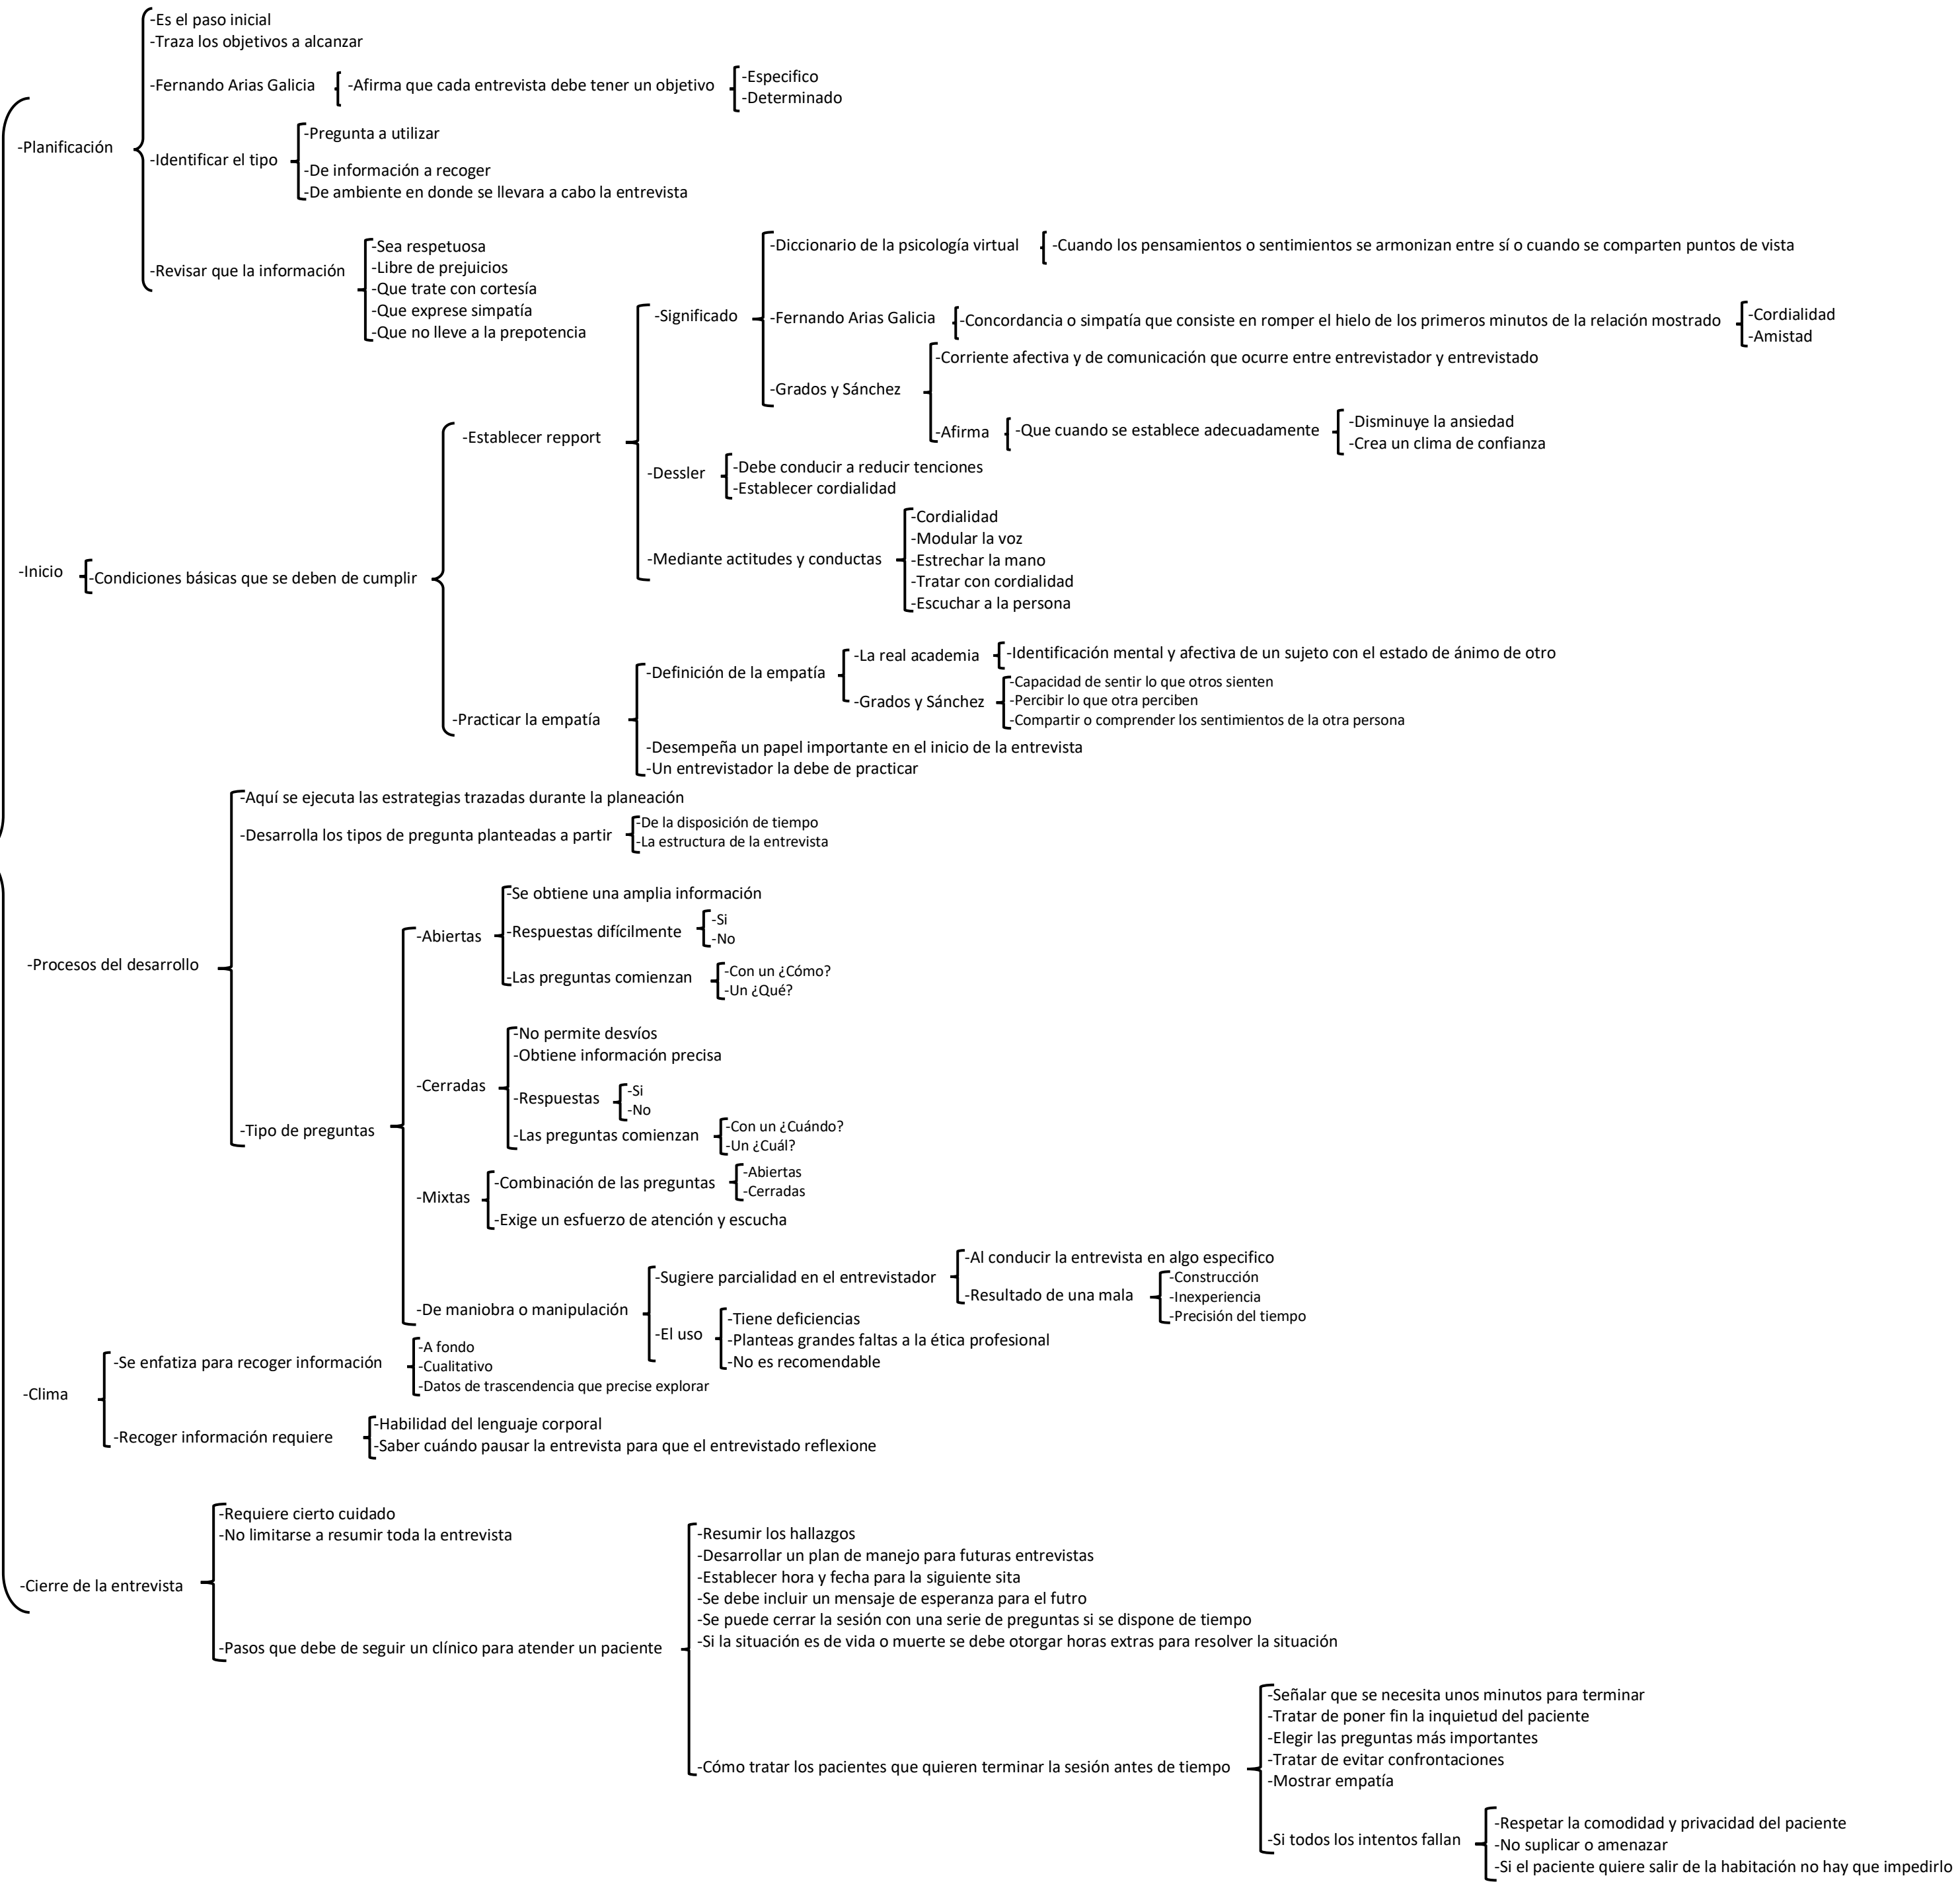 -Es el paso inicial
-Traza los objetivos a alcanzar
-Fernando Arias Galicia
-Afirma que cada entrevista debe tener un objetivo
-Especifico
-Determinado
-Planificación
-Identificar el tipo
-Pregunta a utilizar
-De información a recoger
-De ambiente en donde se llevara a cabo la entrevista
-Revisar que la información
-Sea respetuosa
-Libre de prejuicios
-Que trate con cortesía
-Que exprese simpatía
-Que no lleve a la prepotencia
-Inicio
-Condiciones básicas que se deben de cumplir
-Establecer repport
-Significado
-Diccionario de la psicología virtual
-Cuando los pensamientos o sentimientos se armonizan entre sí o cuando se comparten puntos de vista
-Fernando Arias Galicia
-Concordancia o simpatía que consiste en romper el hielo de los primeros minutos de la relación mostrado
-Cordialidad
-Amistad
-Grados y Sánchez
-Corriente afectiva y de comunicación que ocurre entre entrevistador y entrevistado
-Afirma
-Que cuando se establece adecuadamente
-Disminuye la ansiedad
-Crea un clima de confianza
-Dessler
-Debe conducir a reducir tenciones
-Establecer cordialidad
-Mediante actitudes y conductas
-Cordialidad
-Modular la voz
-Estrechar la mano
-Tratar con cordialidad
-Escuchar a la persona
-Practicar la empatía
-Definición de la empatía
-La real academia
-Identificación mental y afectiva de un sujeto con el estado de ánimo de otro
-Grados y Sánchez
-Capacidad de sentir lo que otros sienten
-Percibir lo que otra perciben
-Compartir o comprender los sentimientos de la otra persona
-Desempeña un papel importante en el inicio de la entrevista
-Un entrevistador la debe de practicar
-Procesos del desarrollo
-Aquí se ejecuta las estrategias trazadas durante la planeación
-Desarrolla los tipos de pregunta planteadas a partir
-De la disposición de tiempo
-La estructura de la entrevista
-Tipo de preguntas
-Abiertas
-Se obtiene una amplia información
-Respuestas difícilmente
-Si
-No
-Las preguntas comienzan
-Con un ¿Cómo?
-Un ¿Qué?
-Cerradas
-No permite desvíos
-Obtiene información precisa
-Respuestas
-Si
-No
-Las preguntas comienzan
-Con un ¿Cuándo?
-Un ¿Cuál?
-Mixtas
-Combinación de las preguntas
-Abiertas
-Cerradas
-Exige un esfuerzo de atención y escucha
-De maniobra o manipulación
-Sugiere parcialidad en el entrevistador
-Al conducir la entrevista en algo especifico
-Resultado de una mala
-Construcción
-Inexperiencia
-Precisión del tiempo
-El uso
-Tiene deficiencias
-Planteas grandes faltas a la ética profesional
-No es recomendable
-Clima
-Se enfatiza para recoger información
-A fondo
-Cualitativo
-Datos de trascendencia que precise explorar
-Recoger información requiere
-Habilidad del lenguaje corporal
-Saber cuándo pausar la entrevista para que el entrevistado reflexione
-Cierre de la entrevista
-Requiere cierto cuidado
-No limitarse a resumir toda la entrevista
-Pasos que debe de seguir un clínico para atender un paciente
-Resumir los hallazgos
-Desarrollar un plan de manejo para futuras entrevistas
-Establecer hora y fecha para la siguiente sita
-Se debe incluir un mensaje de esperanza para el futro
-Se puede cerrar la sesión con una serie de preguntas si se dispone de tiempo
-Si la situación es de vida o muerte se debe otorgar horas extras para resolver la situación
-Cómo tratar los pacientes que quieren terminar la sesión antes de tiempo
-Señalar que se necesita unos minutos para terminar
-Tratar de poner fin la inquietud del paciente
-Elegir las preguntas más importantes
-Tratar de evitar confrontaciones
-Mostrar empatía
-Si todos los intentos fallan
-Respetar la comodidad y privacidad del paciente
-No suplicar o amenazar
-Si el paciente quiere salir de la habitación no hay que impedirlo